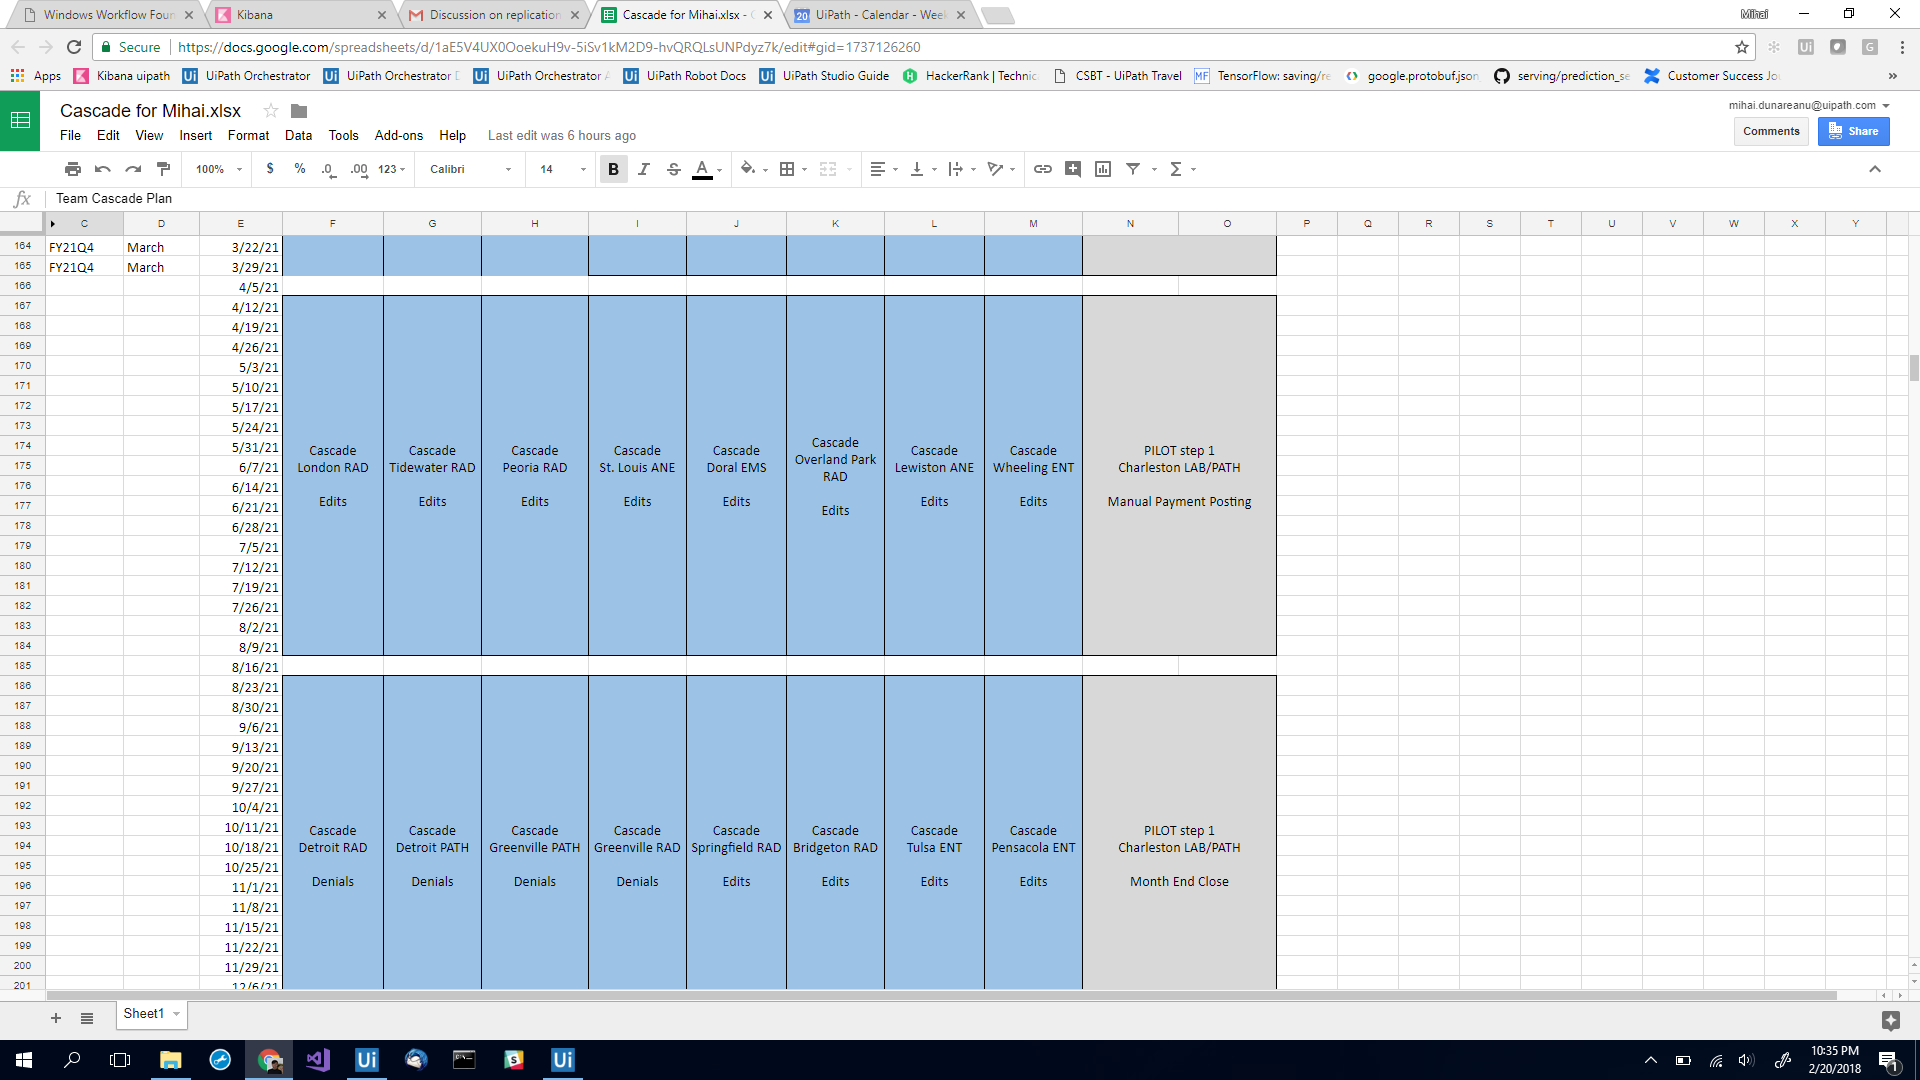 Windows Workflow Foun
Kibana
Discussion on replication
Cascade for Mihai.xlsx - G
UiPath - Calendar - Week
Mihai
Secure
https://docs.google.com/spreadsheets/d/1aE5V4UX0OoekuH9v-5iSv1kM2D9-hvQRQLsUNPdyz7k/edit#gid=1737126260
Apps
Kibana uipath
UiPath Orchestrator
UiPath Orchestrator D
UiPath Orchestrator A
UiPath Robot Docs
UiPath Studio Guide
HackerRank | Technic
CSBT - UiPath Travel
TensorFlow: saving/re
google.protobuf.json
serving/prediction_se
Customer Success Jou
Cascade for Mihai.xlsx
mihai.dunareanu@uipath.com
File Edit View Insert Format Data Tools Add-ons Help Last edit was 6 hours ago
Comments
Share
100% $ % .0 .00 123 Calibri 14 B I S A
fx Team Cascade Plan
C D E F G H I J K L M N O P Q R S T U V W X Y
164 FY21Q4 March 3/22/21
165 FY21Q4 March 3/29/21
166 4/5/21
167 4/12/21
168 4/19/21
169 4/26/21
170 5/3/21
171 5/10/21
172 5/17/21
173 5/24/21
174 5/31/21
175 6/7/21
176 6/14/21
177 6/21/21
178 6/28/21
179 7/5/21
180 7/12/21
181 7/19/21
182 7/26/21
183 8/2/21
184 8/9/21
185 8/16/21
186 8/23/21
187 8/30/21
188 9/6/21
189 9/13/21
190 9/20/21
191 9/27/21
192 10/4/21
193 10/11/21
194 10/18/21
195 10/25/21
196 11/1/21
197 11/8/21
198 11/15/21
199 11/22/21
200 11/29/21
201 12/6/21
Cascade
London RAD
Edits
Cascade
Tidewater RAD
Edits
Cascade
Peoria RAD
Edits
Cascade
St. Louis ANE
Edits
Cascade
Doral EMS
Edits
Cascade
Overland Park
RAD
Edits
Cascade
Lewiston ANE
Edits
Cascade
Wheeling ENT
Edits
PILOT step 1
Charleston LAB/PATH
Manual Payment Posting
Cascade
Detroit RAD
Denials
Cascade
Detroit PATH
Denials
Cascade
Greenville PATH
Denials
Cascade
Greenville RAD
Denials
Cascade
Springfield RAD
Edits
Cascade
Bridgeton RAD
Edits
Cascade
Tulsa ENT
Edits
Cascade
Pensacola ENT
Edits
PILOT step 1
Charleston LAB/PATH
Month End Close
Sheet1
10:35 PM
2/20/2018